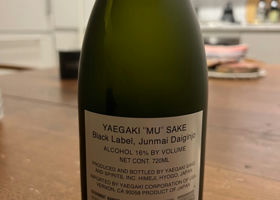 YAEGAKI "MU" SAKE
Black Label, Junmai Daiginjo
ALCOHOL 16% BY VOLUME
NET CONT. 720ML
PRODUCED AND BOTTLED BY YAEGAKI SAKE
AND SPIRITS, INC. HIMEJI, HYOGO, JAPAN
IMPORTED BY YAEGAKI CORPORATION OF USA
VERNON, CA 90058 PRODUCT OF JAPAN